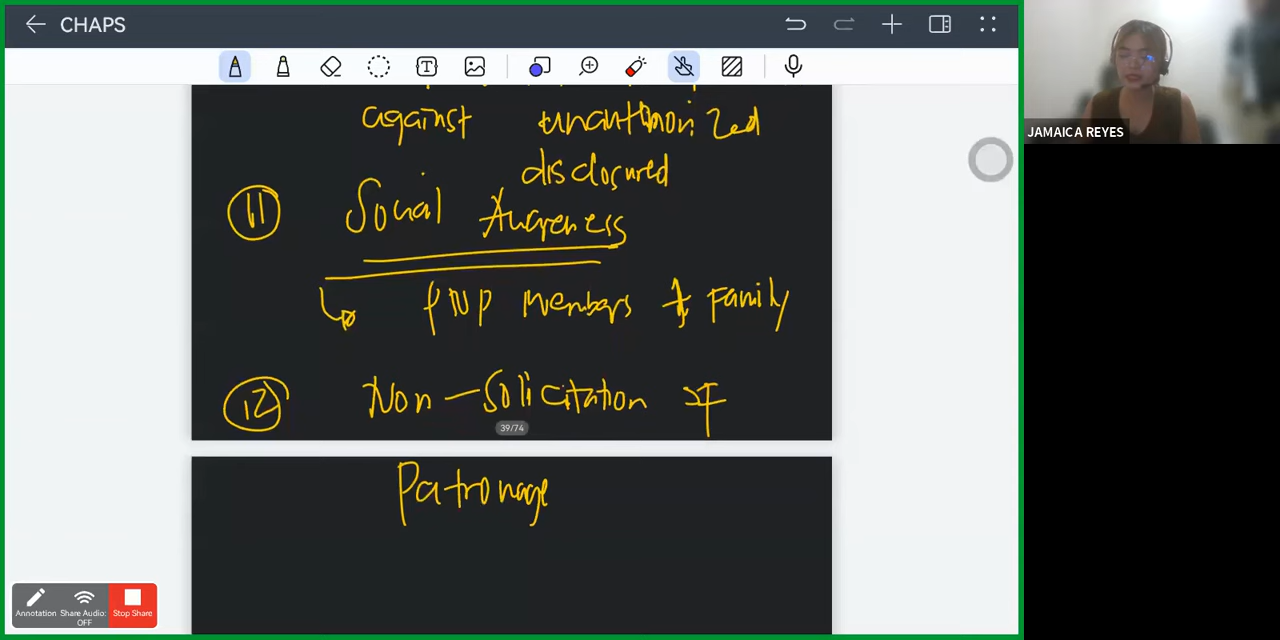 CHAPS
JAMAICA REYES
against unauthorized
disclosured
11 Social Awareness
PNP members & Family
12 Non-Solicitation of
39/74
Patronage
Annotation
Share Audio: OFF
Stop Share